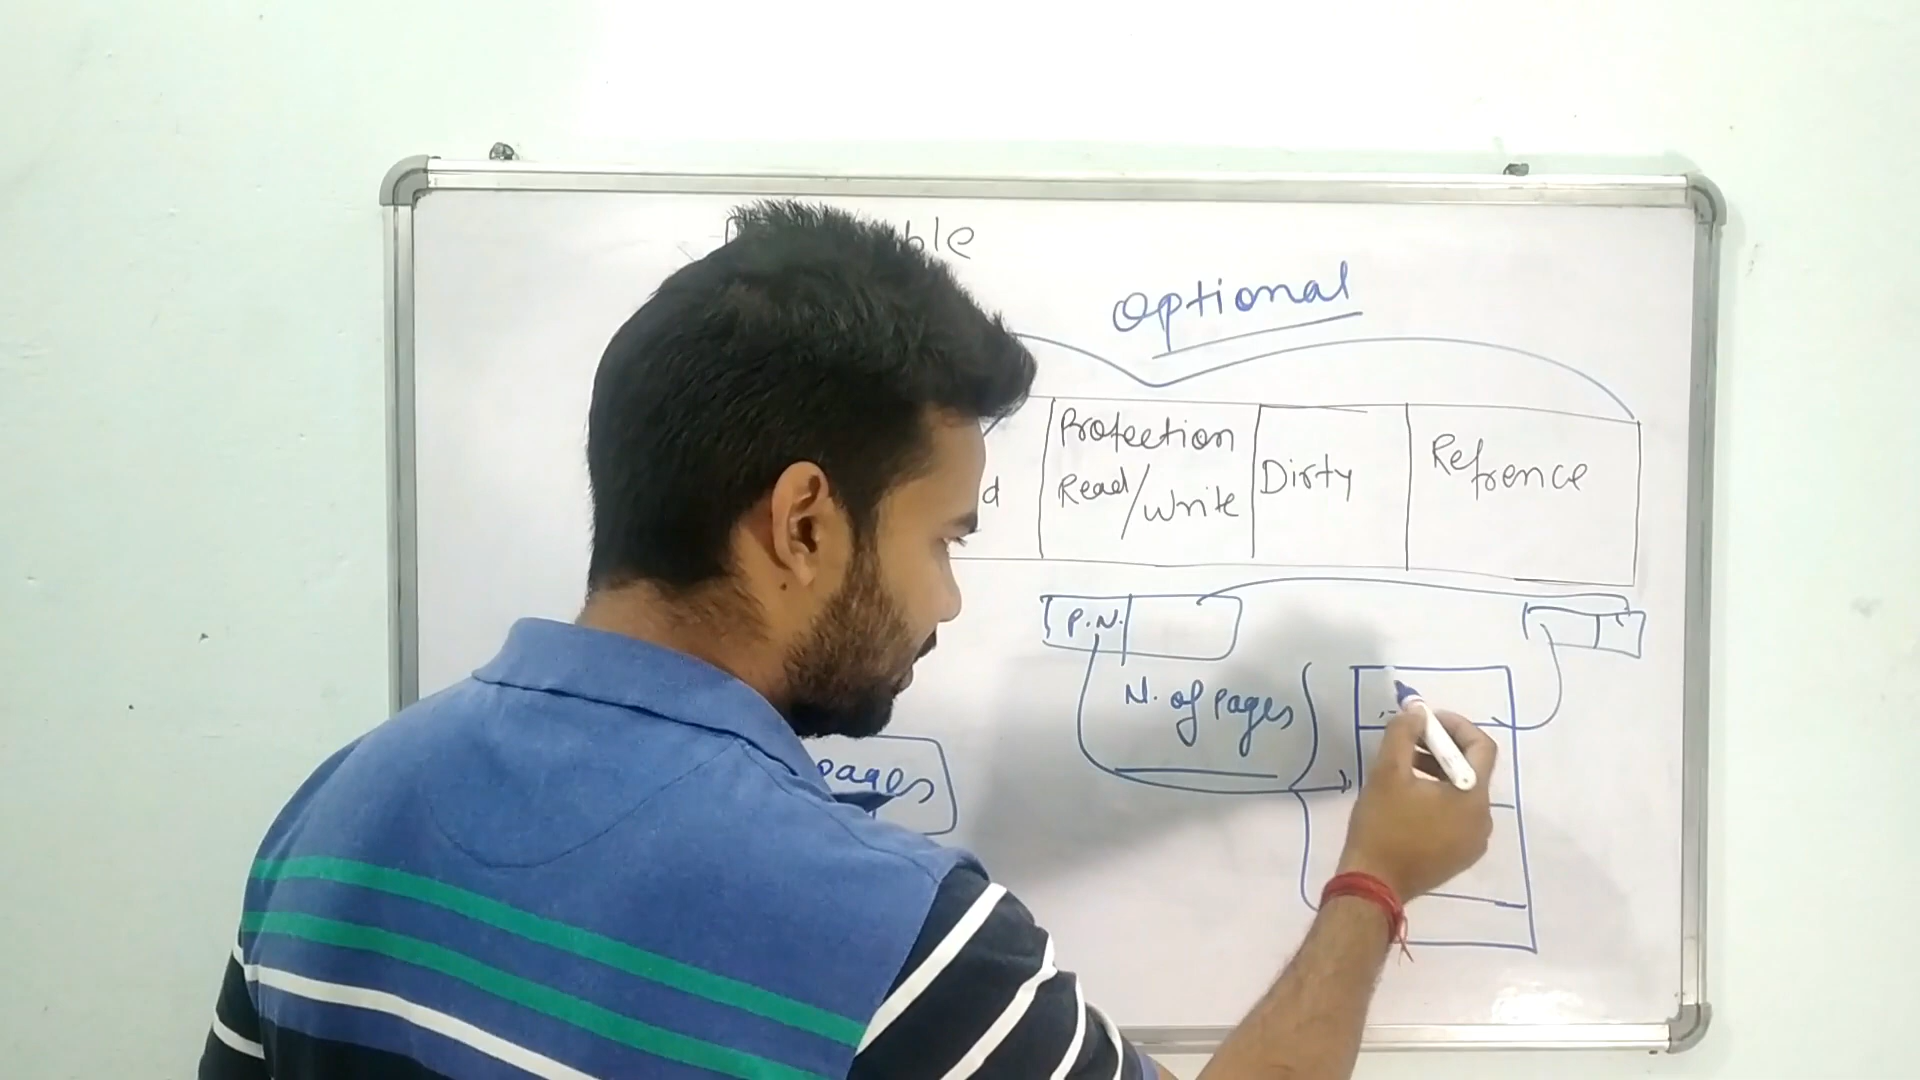 ble
Optional
d
Protection
Read/Write
Dirty
Refrence
P.N.
N. of pages
pages